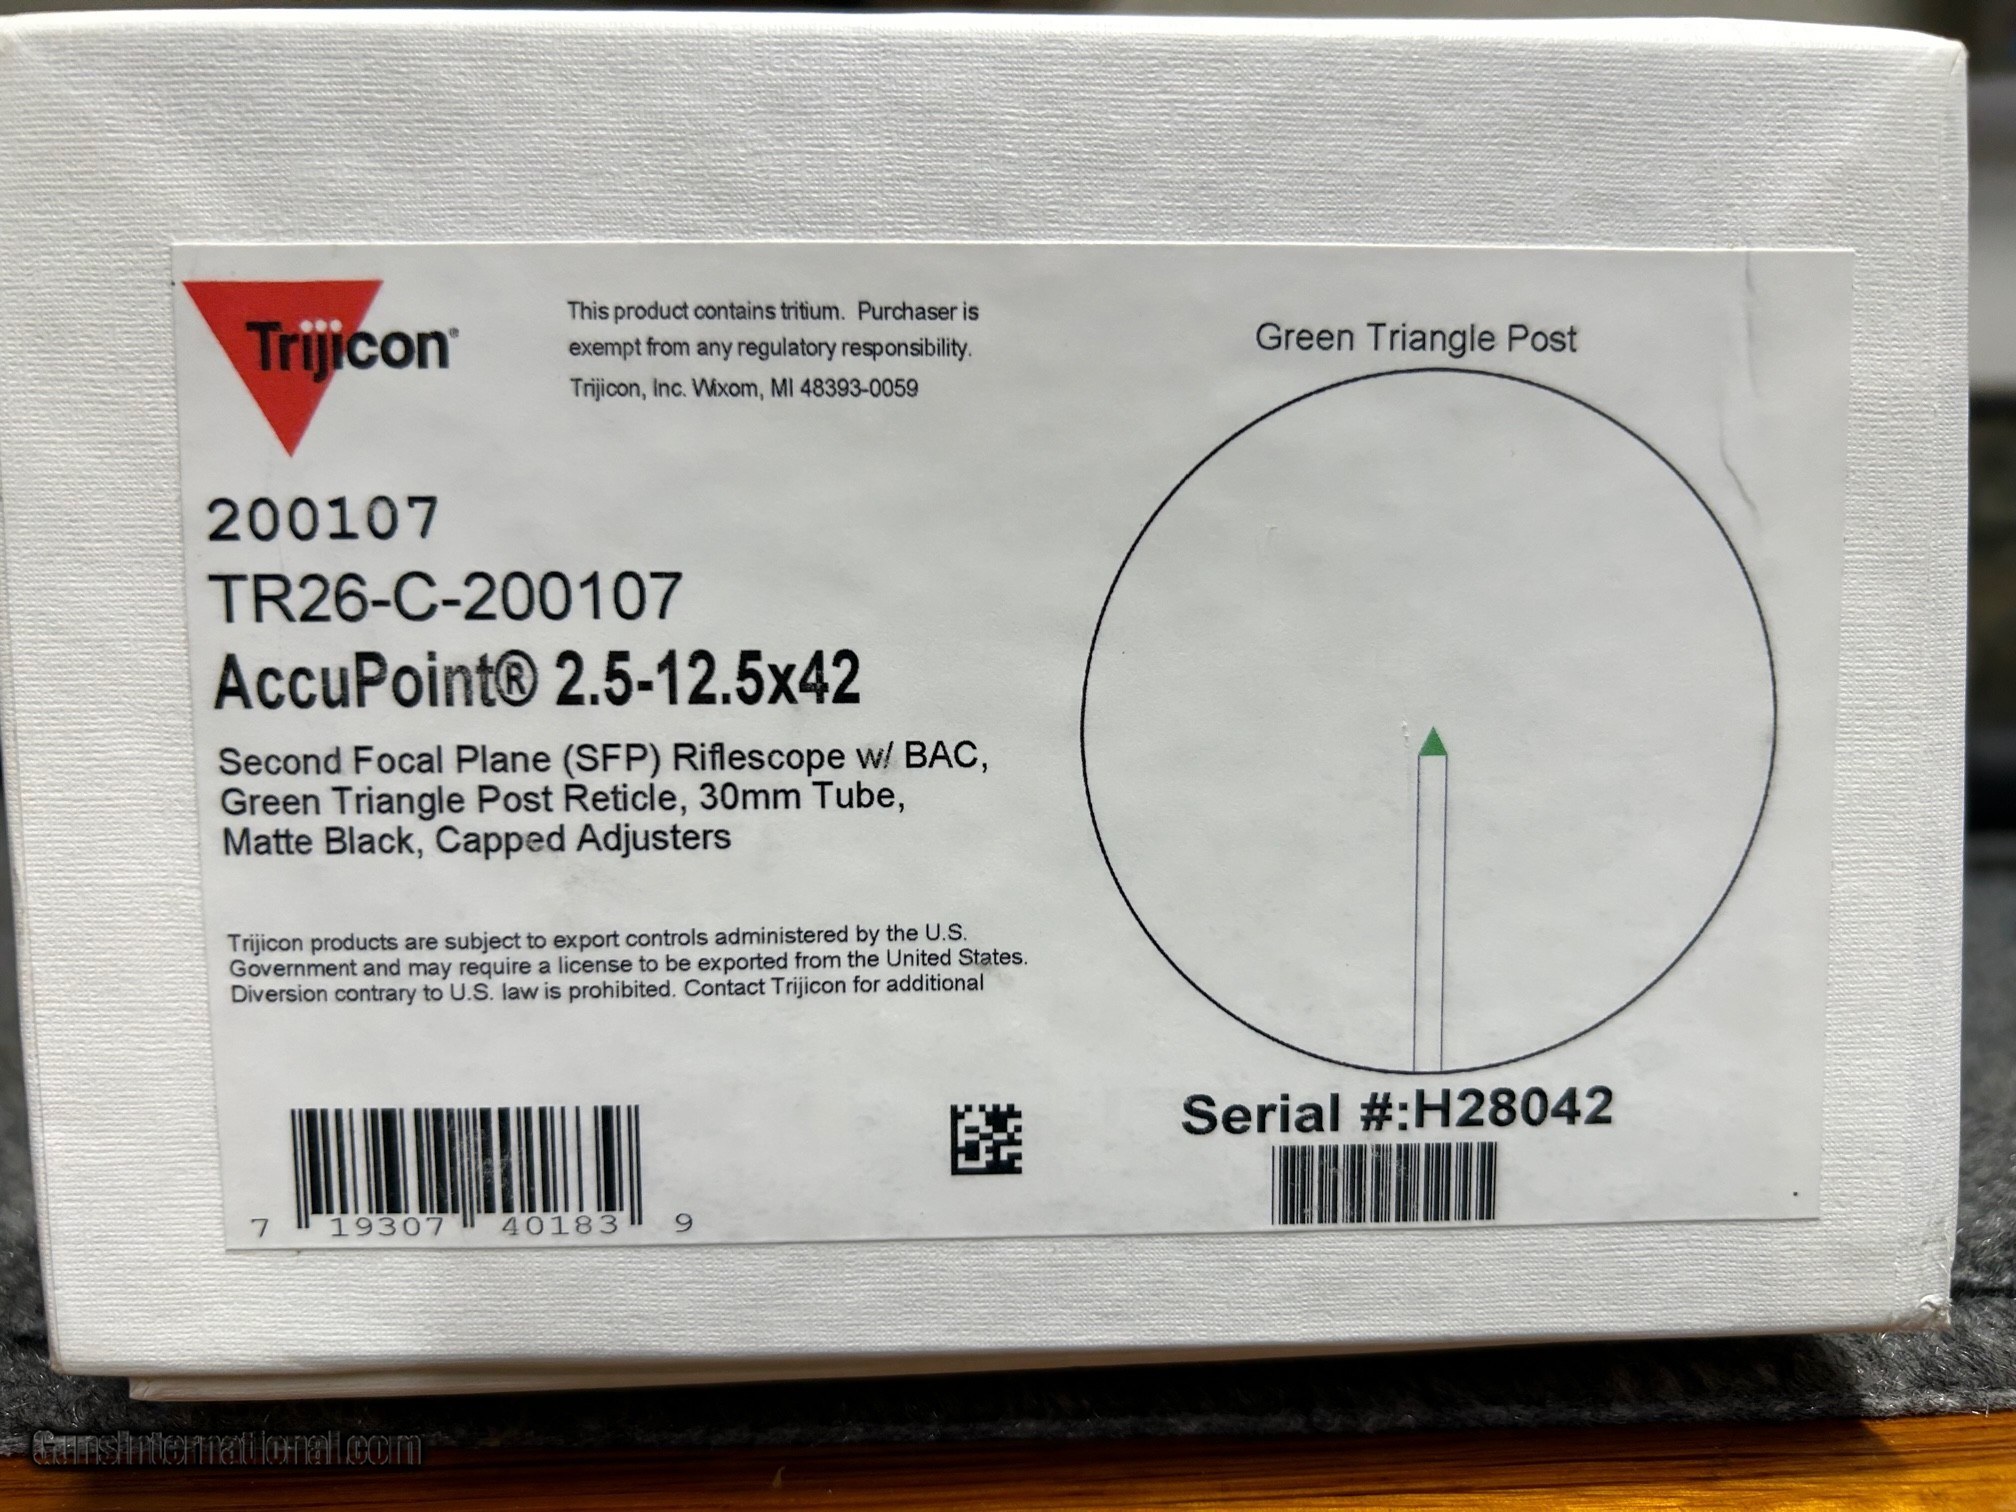 Trijicon®
This product contains tritium. Purchaser is
exempt from any regulatory responsibility.
Trijicon, Inc. Wixom, MI 48393-0059
200107
TR26-C-200107
AccuPoint® 2.5-12.5x42
Second Focal Plane (SFP) Riflescope w/ BAC,
Green Triangle Post Reticle, 30mm Tube,
Matte Black, Capped Adjusters
Trijicon products are subject to export controls administered by the U.S.
Government and may require a license to be exported from the United States.
Diversion contrary to U.S. law is prohibited. Contact Trijicon for additional
7 19307 40183 9
Green Triangle Post
Serial #:H28042
GunsInternational.com